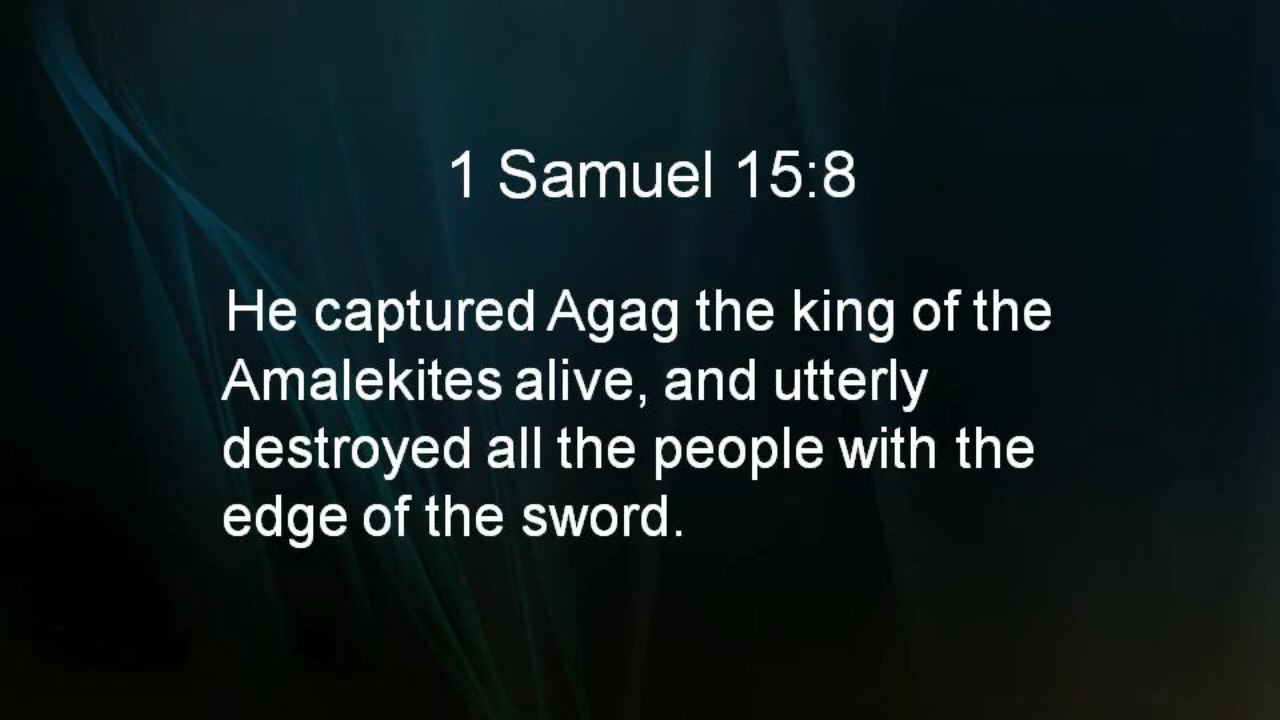 1 Samuel 15:8
He captured Agag the king of the
Amalekites alive, and utterly
destroyed all the people with the
edge of the sword.